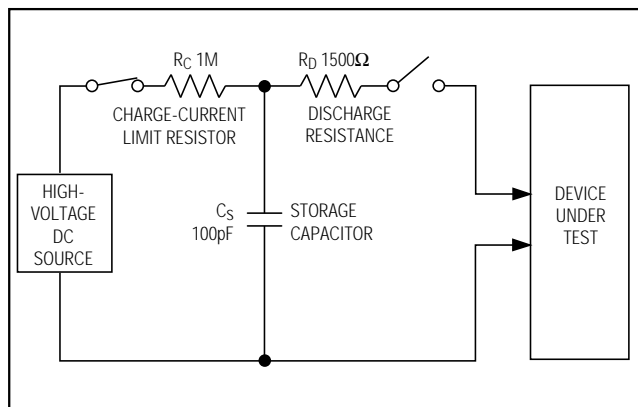 R_C 1M
CHARGE-CURRENT
LIMIT RESISTOR
R_D 1500Ω
DISCHARGE
RESISTANCE
HIGH-
VOLTAGE
DC
SOURCE
C_S
100pF
STORAGE
CAPACITOR
DEVICE
UNDER
TEST